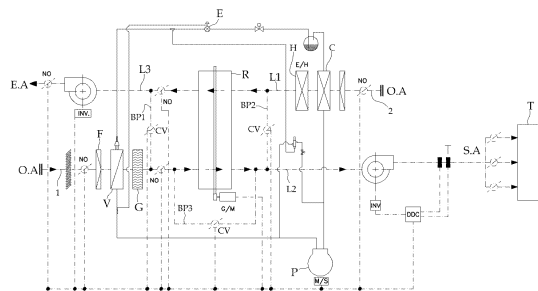 E
H
C
T
NO
E.A
L3
R
L1
E/H
NO
O.A
BP1
NO
BP2
2
INV.
F
CV
CV
T
S.A
O.A
NO
NO
1
V
G
L2
G/M
INV
DDC
BP3
CV
P
M/S